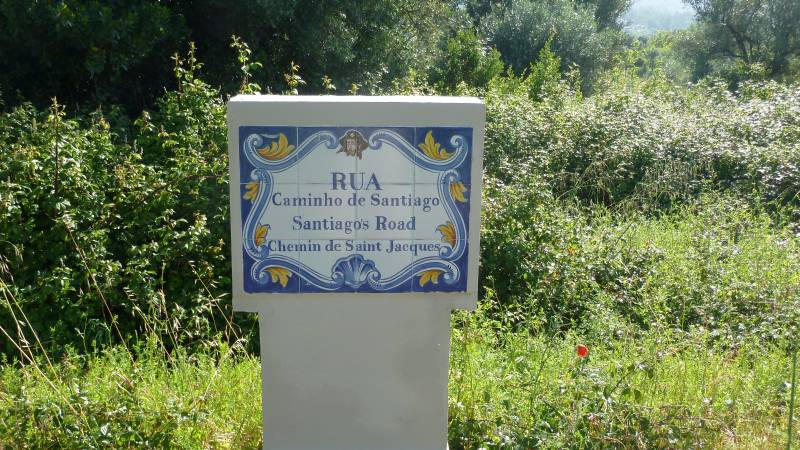 RUA
Caminho de Santiago
Santiago's Road
Chemin de Saint Jacques